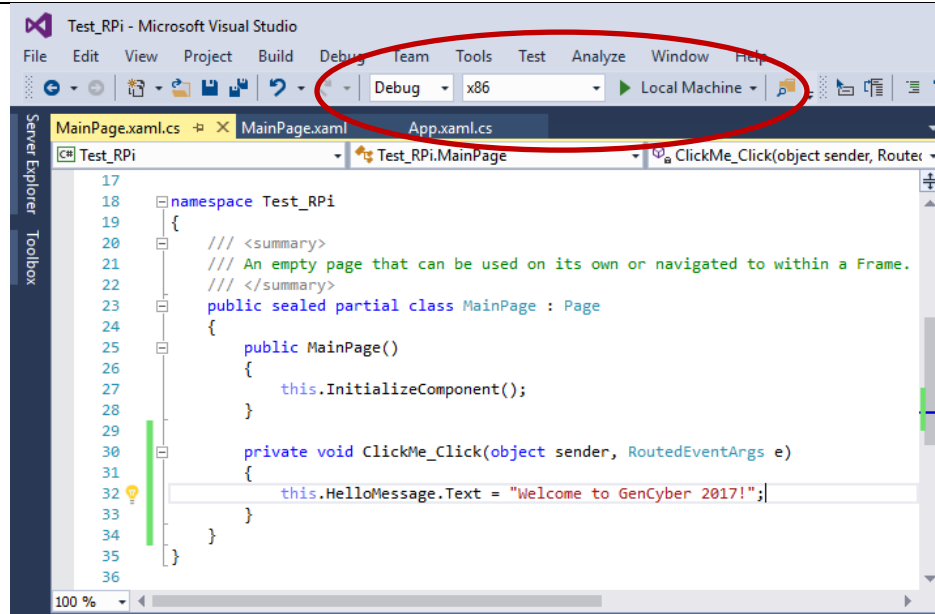 Test_RPi - Microsoft Visual Studio
File Edit View Project Build Debug Team Tools Test Analyze Window Help
Debug x86 Local Machine
Server Explorer
Toolbox
MainPage.xaml.cs MainPage.xaml App.xaml.cs
C# Test_RPi Test_RPi.MainPage ClickMe_Click(object sender, Routec
17
18 namespace Test_RPi
19 {
20 /// <summary>
21 /// An empty page that can be used on its own or navigated to within a Frame.
22 /// </summary>
23 public sealed partial class MainPage : Page
24 {
25 public MainPage()
26 {
27 this.InitializeComponent();
28 }
29
30 private void ClickMe_Click(object sender, RoutedEventArgs e)
31 {
32 this.HelloMessage.Text = "Welcome to GenCyber 2017!";
33 }
34 }
35 }
36
100 %